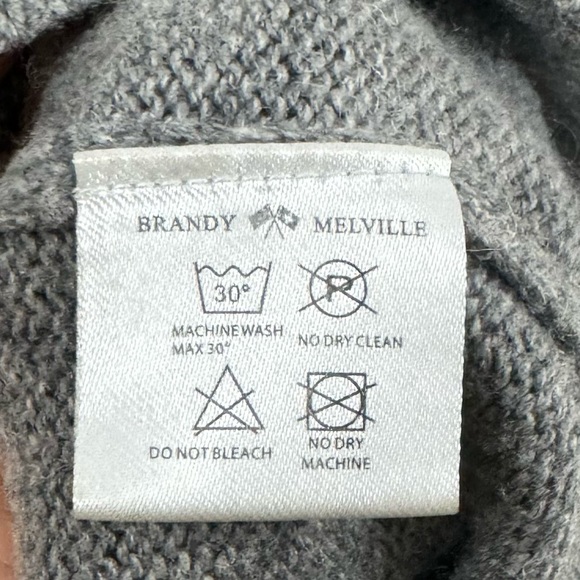 BRANDY MELVILLE
30°
P
MACHINE WASH
MAX 30°
NO DRY CLEAN
DO NOT BLEACH
NO DRY
MACHINE